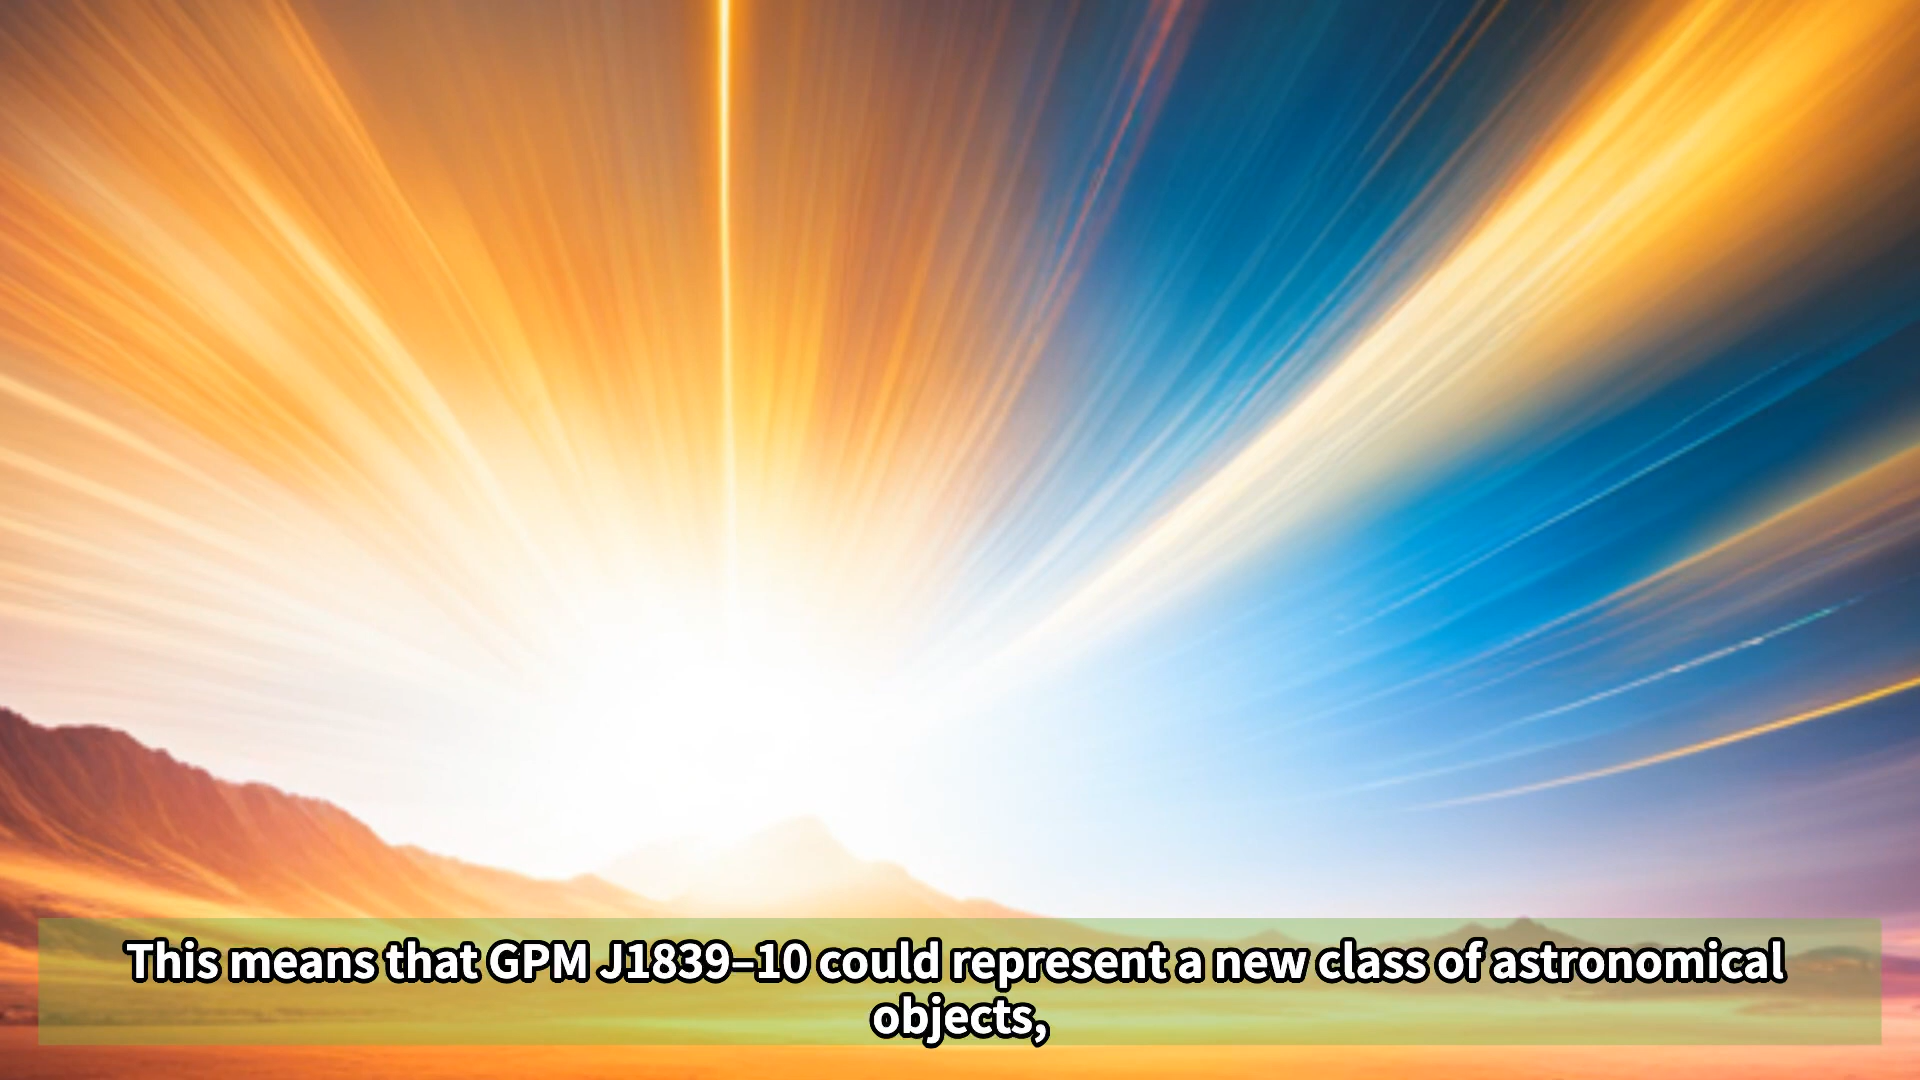 This means that GPM J1839–10 could represent a new class of astronomical
objects,